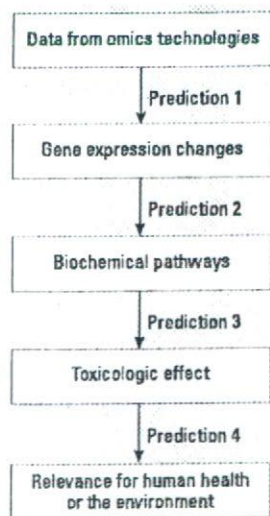 Data from omics technologies
Prediction 1
Gene expression changes
Prediction 2
Biochemical pathways
Prediction 3
Toxicologic effect
Prediction 4
Relevance for human health
or the environment